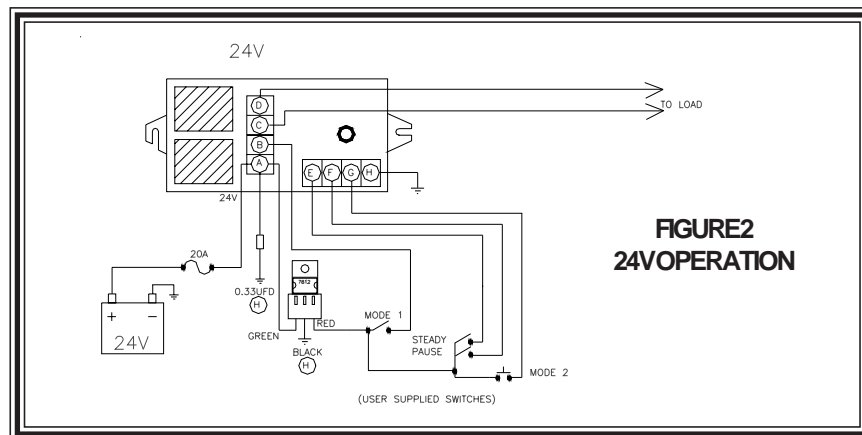 24V
D
C
B
A
24V
E F G H
TO LOAD
20A
0.33UFD
H
7812
GREEN
RED
BLACK
H
MODE 1
STEADY
PAUSE
MODE 2
+ -
24V
(USER SUPPLIED SWITCHES)
FIGURE2
24VOPERATION